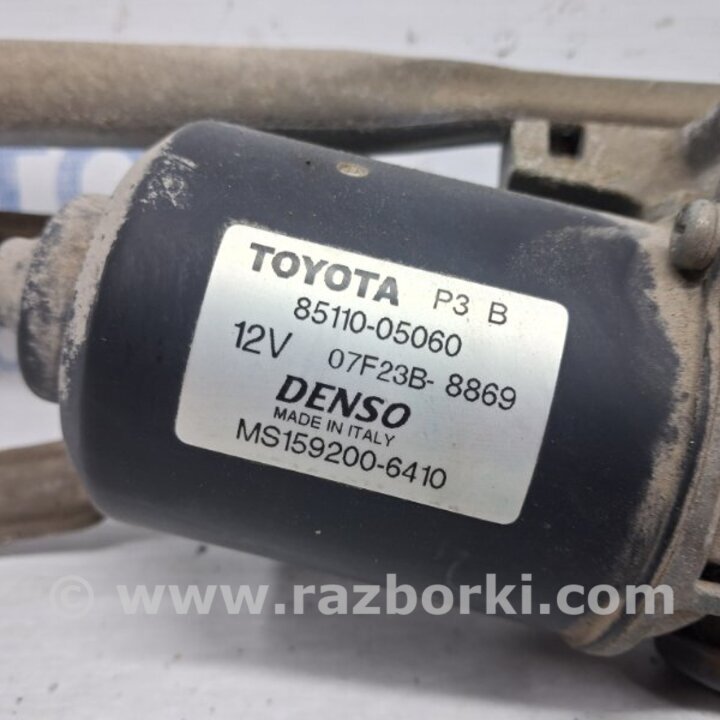 TOYOTA P3 B
85110-05060
12V 07F23B- 8869
DENSO
MADE IN ITALY
MS159200-6410
© www.razborki.com